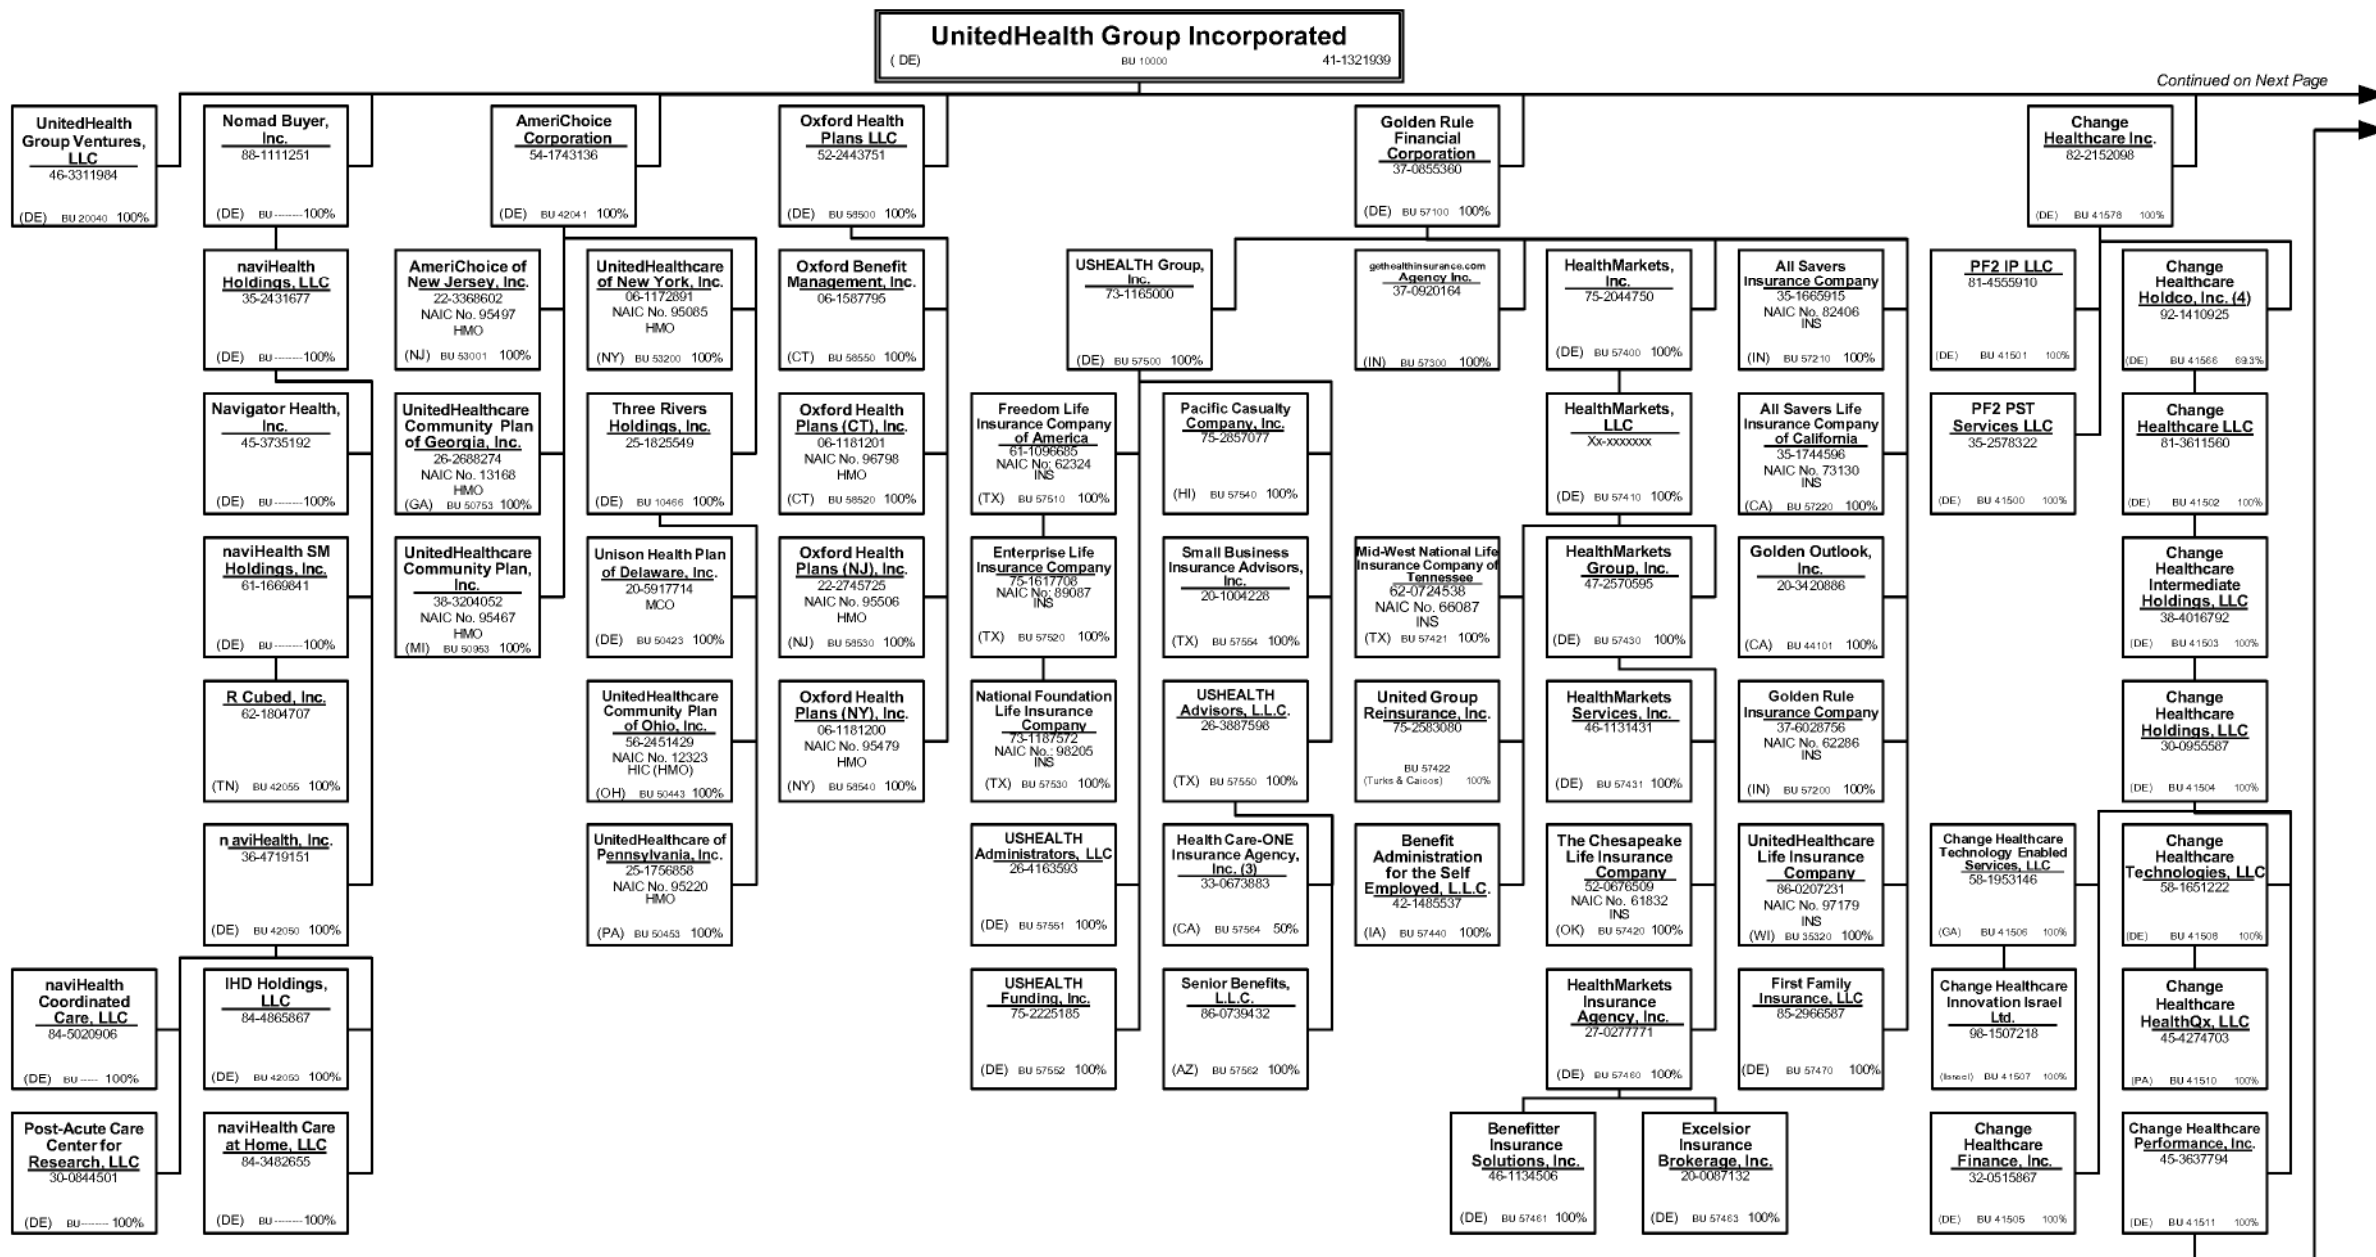 UnitedHealth Group Incorporated
( DE) BU 10000 41-1321939
Continued on Next Page
UnitedHealth
Group Ventures,
LLC
46-3311984
(DE) BU 20040 100%
Nomad Buyer,
Inc.
88-1111251
(DE) BU -------- 100%
AmeriChoice
Corporation
54-1743136
(DE) BU 42041 100%
Oxford Health
Plans LLC
52-2443751
(DE) BU 58500 100%
Golden Rule
Financial
Corporation
37-0855360
(DE) BU 57100 100%
Change
Healthcare Inc.
82-2152098
(DE) BU 41578 100%
naviHealth
Holdings, LLC
35-2431677
(DE) BU -------- 100%
AmeriChoice of
New Jersey, Inc.
22-3368602
NAIC No. 95497
HMO
(NJ) BU 53001 100%
UnitedHealthcare
of New York, Inc.
06-1172891
NAIC No. 95085
HMO
(NY) BU 53200 100%
Oxford Benefit
Management, Inc.
06-1587795
(CT) BU 58550 100%
USHEALTH Group,
Inc.
73-1165000
(DE) BU 57500 100%
gohealthinsurance.com
Agency Inc.
37-0920164
(IN) BU 57300 100%
HealthMarkets,
Inc.
75-2044750
(DE) BU 57400 100%
All Savers
Insurance Company
35-1665915
NAIC No. 82406
INS
(IN) BU 57210 100%
PF2 IP LLC
81-4555910
(DE) BU 41501 100%
Change
Healthcare
Holdco, Inc. (4)
92-1410925
(DE) BU 41566 69.3%
Navigator Health,
Inc.
45-3735192
(DE) BU -------- 100%
UnitedHealthcare
Community Plan
of Georgia, Inc.
26-2688274
NAIC No. 13168
HMO
(GA) BU 50753 100%
Three Rivers
Holdings, Inc.
25-1825549
(DE) BU 10466 100%
Oxford Health
Plans (CT), Inc.
06-1181201
NAIC No. 96798
HMO
(CT) BU 58520 100%
Freedom Life
Insurance Company
of America
61-1096685
NAIC No: 62324
INS
(TX) BU 57510 100%
Pacific Casualty
Company, Inc.
75-2857077
(HI) BU 57540 100%
HealthMarkets,
LLC
Xx-xxxxxxx
(DE) BU 57410 100%
All Savers Life
Insurance Company
of California
35-1744596
NAIC No. 73130
INS
(CA) BU 57220 100%
PF2 PST
Services LLC
35-2578322
(DE) BU 41500 100%
Change
Healthcare LLC
81-3611560
(DE) BU 41502 100%
naviHealth SM
Holdings, Inc.
61-1669841
(DE) BU -------- 100%
UnitedHealthcare
Community Plan,
Inc.
38-3204052
NAIC No. 95467
HMO
(MI) BU 50953 100%
Unison Health Plan
of Delaware, Inc.
20-5917714
MCO
(DE) BU 50423 100%
Oxford Health
Plans (NJ), Inc.
22-2745725
NAIC No. 95506
HMO
(NJ) BU 58530 100%
Enterprise Life
Insurance Company
75-1617708
NAIC No: 89087
INS
(TX) BU 57520 100%
Small Business
Insurance Advisors,
Inc.
20-1004228
(TX) BU 57554 100%
Mid-West National Life
Insurance Company of
Tennessee
62-0724538
NAIC No. 66087
INS
(TX) BU 57421 100%
HealthMarkets
Group, Inc.
47-2570595
(DE) BU 57430 100%
Golden Outlook,
Inc.
20-3420886
(CA) BU 44101 100%
Change
Healthcare
Intermediate
Holdings, LLC
38-4016792
(DE) BU 41503 100%
R Cubed, Inc.
62-1804707
(TN) BU 42055 100%
UnitedHealthcare
Community Plan
of Ohio, Inc.
56-2451429
NAIC No. 12323
HIC (HMO)
(OH) BU 50443 100%
Oxford Health
Plans (NY), Inc.
06-1181200
NAIC No. 95479
HMO
(NY) BU 58540 100%
National Foundation
Life Insurance
Company
73-1187572
NAIC No.: 98205
INS
(TX) BU 57530 100%
USHEALTH
Advisors, L.L.C.
26-3887598
(TX) BU 57550 100%
United Group
Reinsurance, Inc.
75-2583080
BU 57422
(Turks & Caicos) 100%
HealthMarkets
Services, Inc.
46-1131431
(DE) BU 57431 100%
Golden Rule
Insurance Company
37-6028756
NAIC No. 62286
INS
(IN) BU 57200 100%
Change
Healthcare
Holdings, LLC
30-0955587
(DE) BU 41504 100%
naviHealth, Inc.
36-4719151
(DE) BU 42050 100%
UnitedHealthcare of
Pennsylvania, Inc.
25-1756858
NAIC No. 95220
HMO
(PA) BU 50453 100%
USHEALTH
Administrators, LLC
26-4163593
(DE) BU 57551 100%
Health Care-ONE
Insurance Agency,
Inc. (3)
33-0673883
(CA) BU 57564 50%
Benefit
Administration
for the Self
Employed, L.L.C.
42-1485537
(IA) BU 57440 100%
The Chesapeake
Life Insurance
Company
52-0676509
NAIC No. 61832
INS
(OK) BU 57420 100%
UnitedHealthcare
Life Insurance
Company
86-0207231
NAIC No. 97179
INS
(WI) BU 35320 100%
Change Healthcare
Technology Enabled
Services, LLC
58-1953146
(GA) BU 41506 100%
Change
Healthcare
Technologies, LLC
58-1651222
(DE) BU 41508 100%
naviHealth
Coordinated
Care, LLC
84-5020906
(DE) BU ----- 100%
IHD Holdings,
LLC
84-4865867
(DE) BU 42053 100%
USHEALTH
Funding, Inc.
75-2225185
(DE) BU 57552 100%
Senior Benefits,
L.L.C.
86-0739432
(AZ) BU 57562 100%
HealthMarkets
Insurance
Agency, Inc.
27-0277771
(DE) BU 57460 100%
First Family
Insurance, LLC
85-2966587
(DE) BU 57470 100%
Change Healthcare
Innovation Israel
Ltd.
98-1507218
(Israel) BU 41507 100%
Change
Healthcare
HealthQx, LLC
45-4274703
(PA) BU 41510 100%
Post-Acute Care
Center for
Research, LLC
30-0844501
(DE) BU-------- 100%
naviHealth Care
at Home, LLC
84-3482655
(DE) BU -------- 100%
Benefitter
Insurance
Solutions, Inc.
46-1134506
(DE) BU 57461 100%
Excelsior
Insurance
Brokerage, Inc.
20-0087132
(DE) BU 57463 100%
Change
Healthcare
Finance, Inc.
32-0515867
(DE) BU 41505 100%
Change Healthcare
Performance, Inc.
45-3637794
(DE) BU 41511 100%